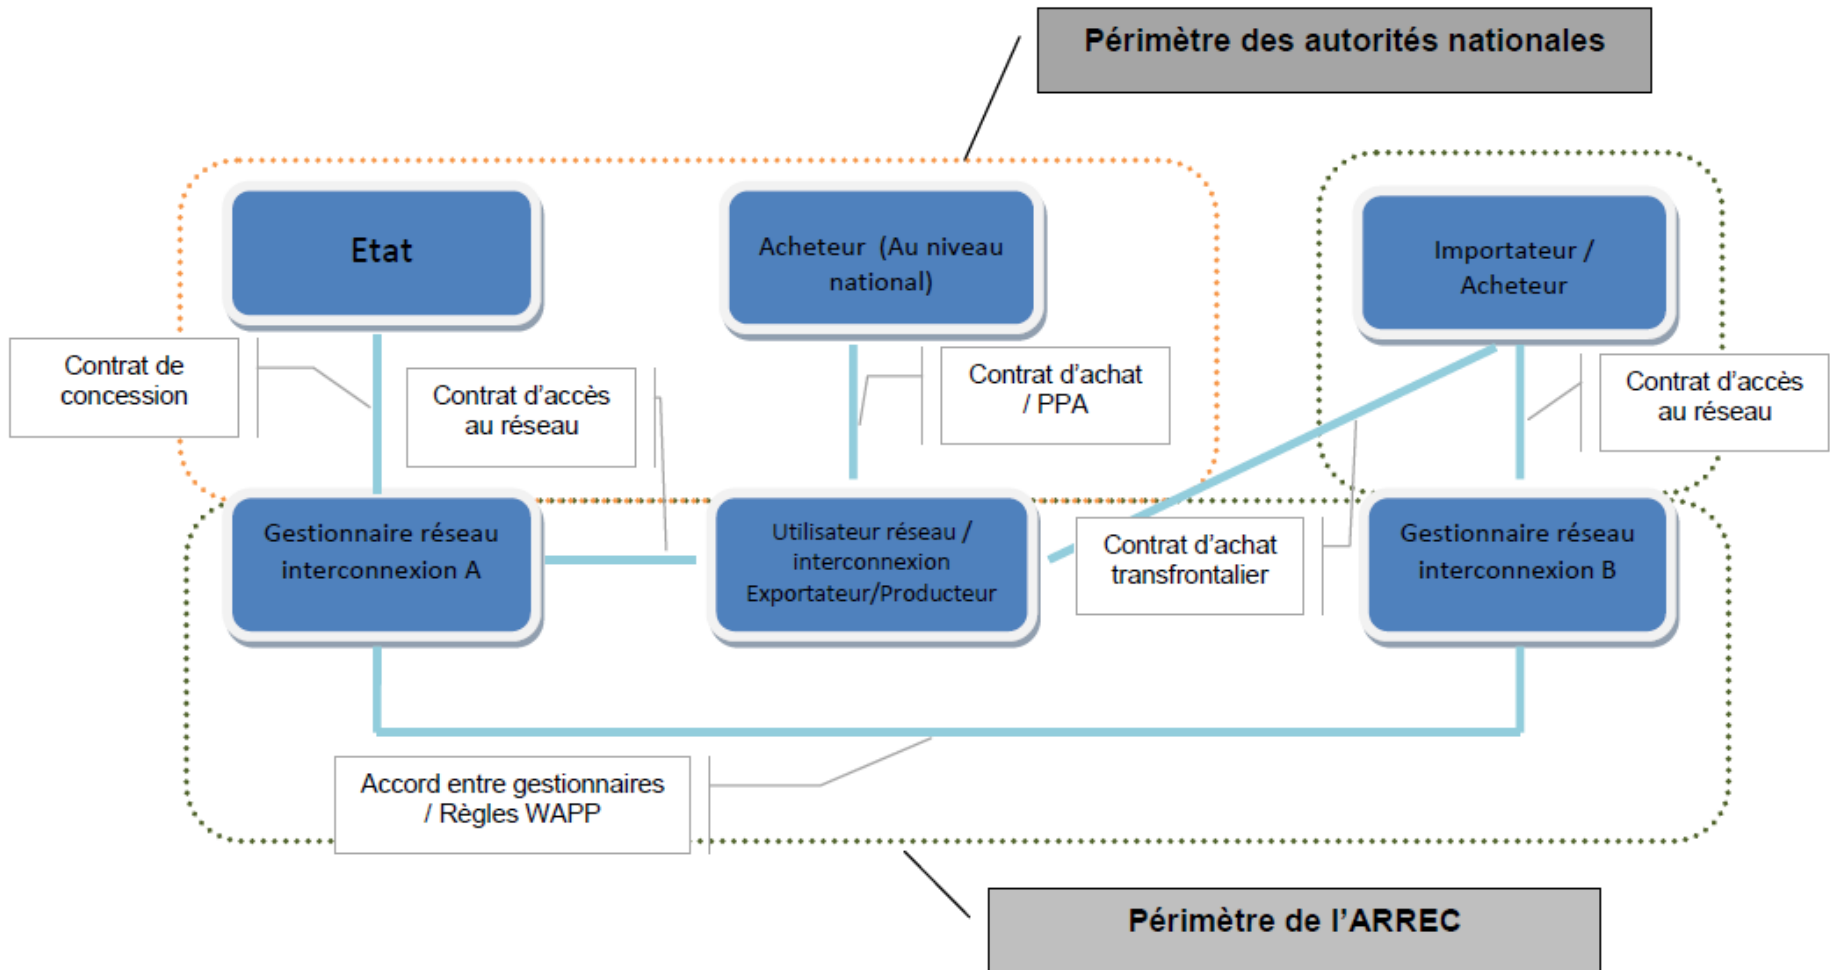 Périmètre des autorités nationales
Etat
Acheteur (Au niveau
national)
Importateur /
Acheteur
Contrat de
concession
Contrat d'accès
au réseau
Contrat d'achat
/ PPA
Contrat d'accès
au réseau
Gestionnaire réseau
interconnexion A
Utilisateur réseau /
interconnexion
Exportateur/Producteur
Contrat d'achat
transfrontalier
Gestionnaire réseau
interconnexion B
Accord entre gestionnaires
/ Règles WAPP
Périmètre de l'ARREC